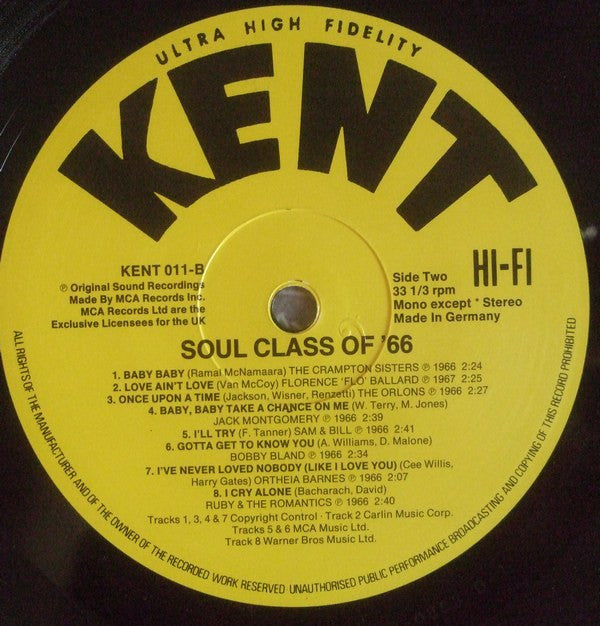 ULTRA HIGH FIDELITY
KENT
KENT 011-B
℗ Original Sound Recordings
Made By MCA Records Inc.
MCA Records Ltd are the
Exclusive Licensees for the UK
Side Two
33 1/3 rpm
Mono except * Stereo
Made In Germany
HI-FI
SOUL CLASS OF '66
1. BABY BABY (Ramal McNamaara) THE CRAMPTON SISTERS ℗ 1966 2:24
2. LOVE AIN'T LOVE (Van McCoy) FLORENCE 'FLO' BALLARD ℗ 1967 2:25
3. ONCE UPON A TIME (Jackson, Wisner, Renzetti) THE ORLONS ℗ 1966 2:27
4. BABY, BABY TAKE A CHANCE ON ME (W. Terry, M. Jones)
JACK MONTGOMERY ℗ 1966 2:39
5. I'LL TRY (F. Tanner) SAM & BILL ℗ 1966 2:41
6. GOTTA GET TO KNOW YOU (A. Williams, D. Malone)
BOBBY BLAND ℗ 1966 2:34
7. I'VE NEVER LOVED NOBODY (LIKE I LOVE YOU) (Cee Willis,
Harry Gates) ORTHEIA BARNES ℗ 1966 2:07
8. I CRY ALONE (Bacharach, David)
RUBY & THE ROMANTICS ℗ 1966 2:40
Tracks 1, 3, 4 & 7 Copyright Control · Track 2 Carlin Music Corp.
Tracks 5 & 6 MCA Music Ltd.
Track 8 Warner Bros Music Ltd.
ALL RIGHTS OF THE MANUFACTURER AND OF THE OWNER OF THE RECORDED WORK RESERVED UNAUTHORISED PUBLIC PERFORMANCE BROADCASTING AND COPYING OF THIS RECORD PROHIBITED